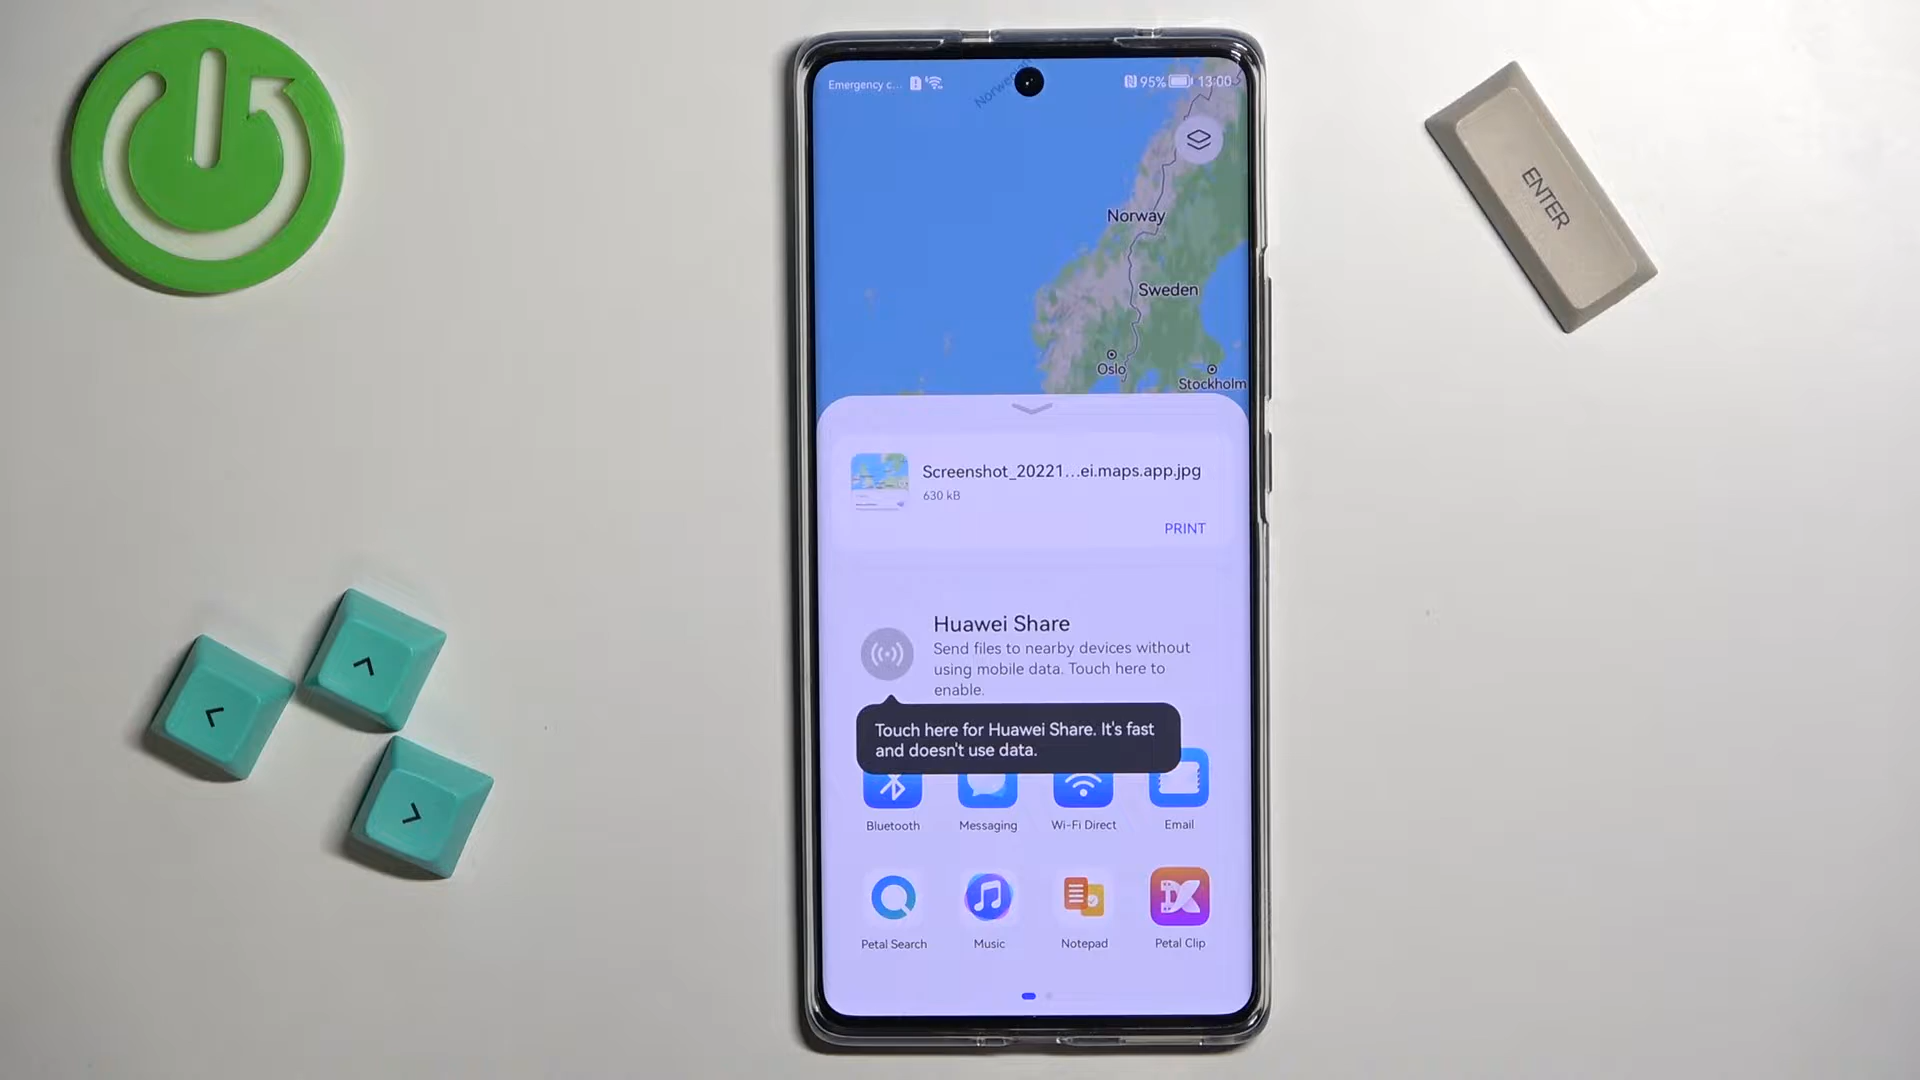 Emergency c...
95%
13:00
Norwegian
Norway
Sweden
Oslo
Stockholm
Screenshot_20221...ei.maps.app.jpg
630 kB
PRINT
Huawei Share
Send files to nearby devices without
using mobile data. Touch here to
enable.
Touch here for Huawei Share. It's fast
and doesn't use data.
Bluetooth
Messaging
Wi-Fi Direct
Email
Petal Search
Music
Notepad
Petal Clip
ENTER
<
^
>